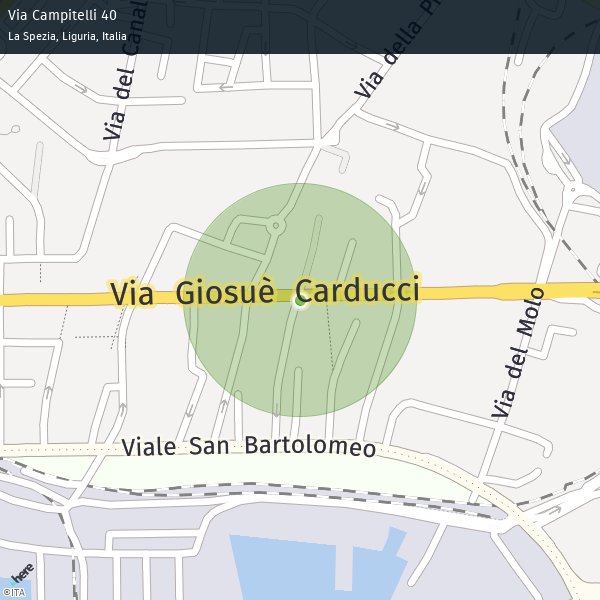 Via Campitelli 40
La Spezia, Liguria, Italia
Via del Canal
Via della Pi
Via Giosuè Carducci
Via del Molo
Viale San Bartolomeo
here
©ITA